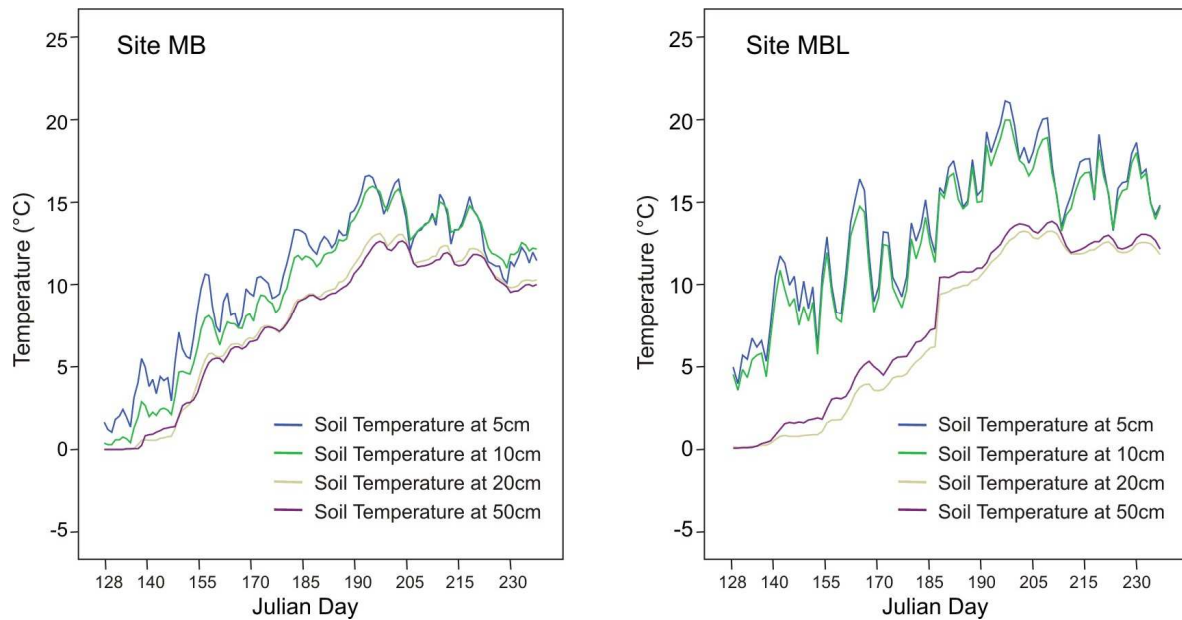 Site MB
Temperature (°C)
25
20
15
10
5
0
-5
Soil Temperature at 5cm
Soil Temperature at 10cm
Soil Temperature at 20cm
Soil Temperature at 50cm
128 140 155 170 185 190 205 215 230
Julian Day
Site MBL
Temperature (°C)
25
20
15
10
5
0
-5
Soil Temperature at 5cm
Soil Temperature at 10cm
Soil Temperature at 20cm
Soil Temperature at 50cm
128 140 155 170 185 190 205 215 230
Julian Day